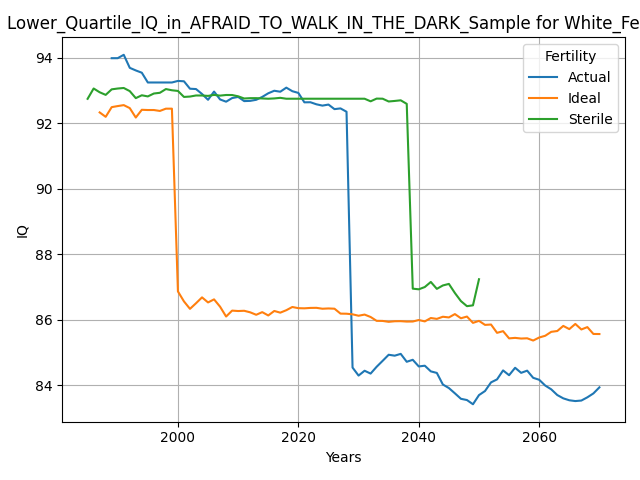 Lower_Quartile_IQ_in_AFRAID_TO_WALK_IN_THE_DARK_Sample for White_Fe
Fertility
Actual
Ideal
Sterile
IQ
94
92
90
88
86
84
2000
2020
2040
2060
Years